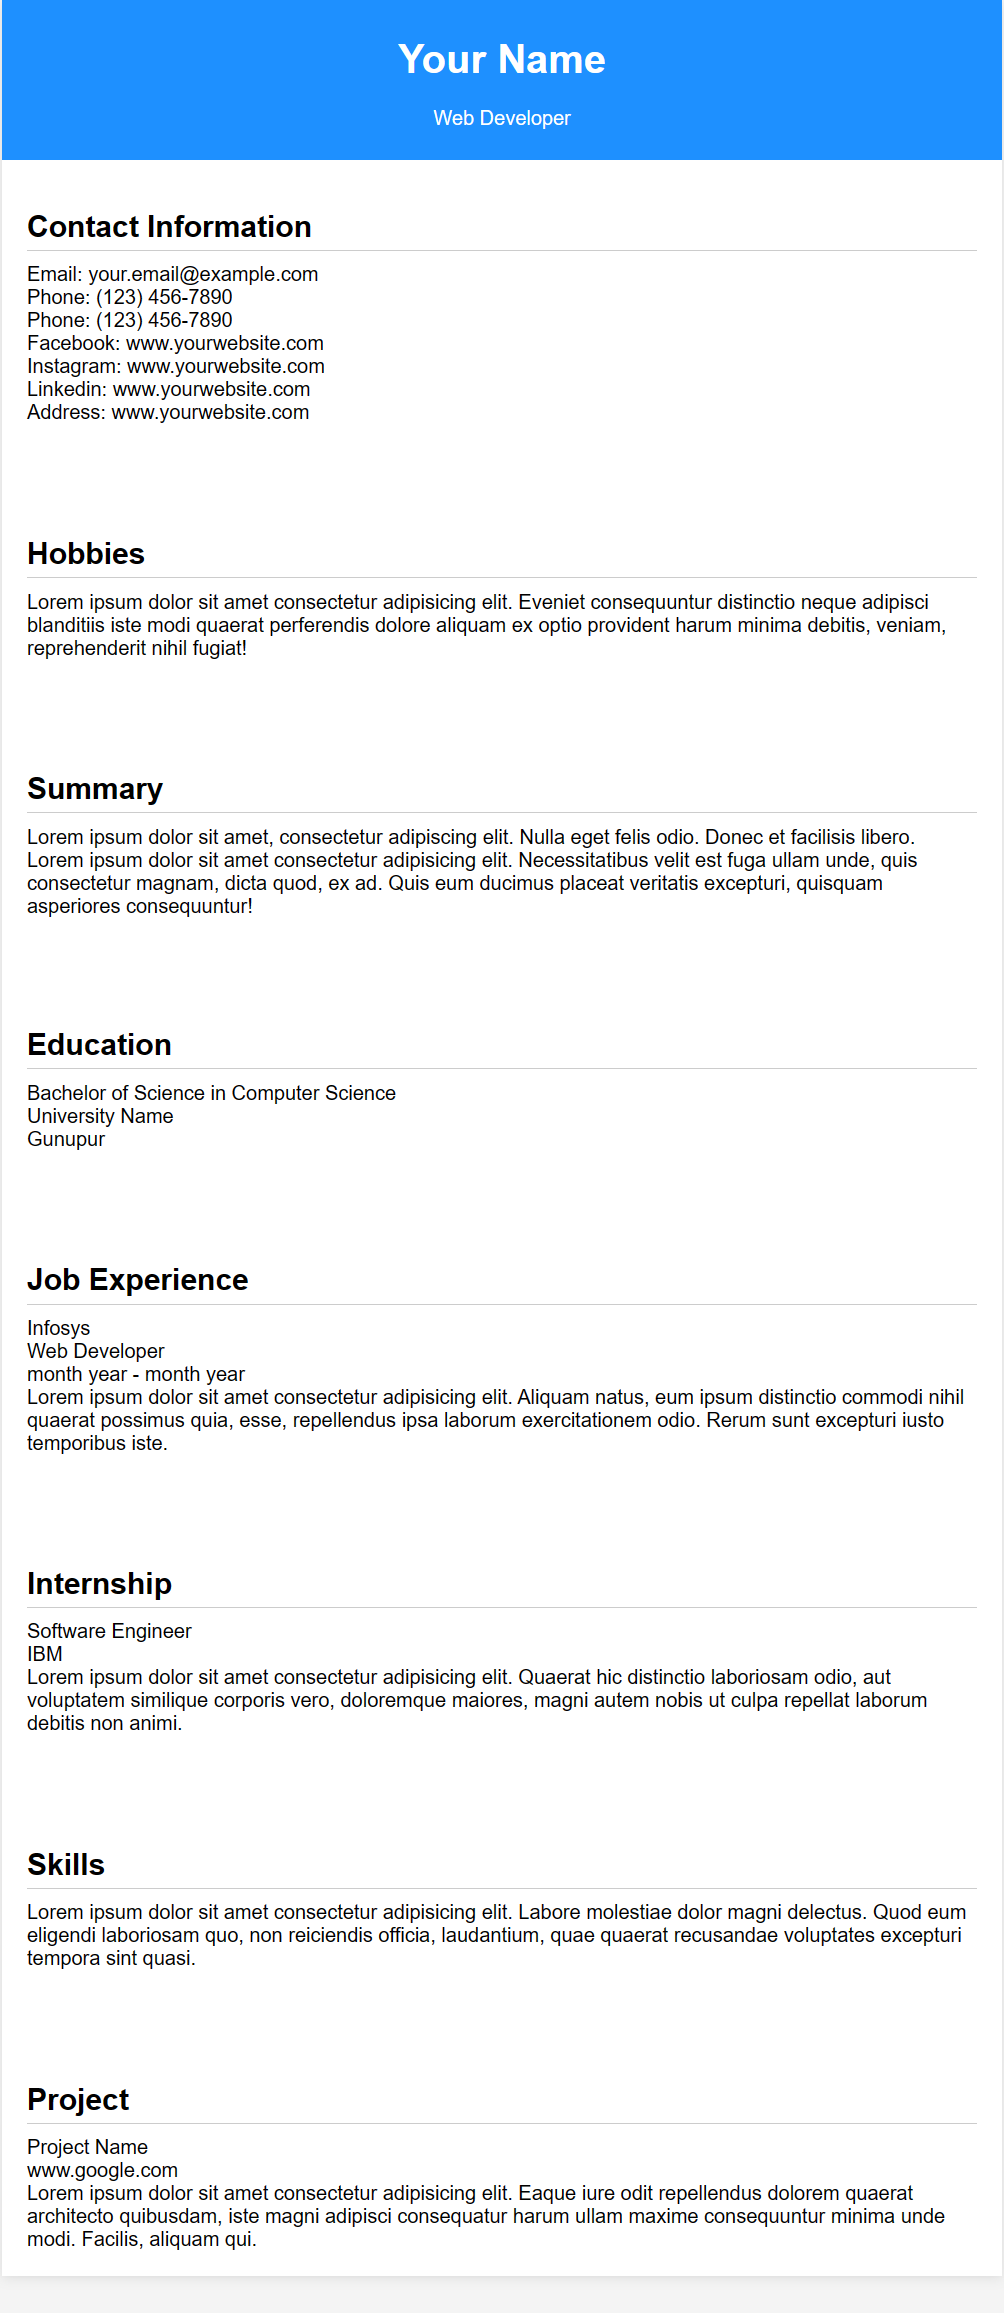 Your Name
Web Developer
Contact Information
Email: your.email@example.com
Phone: (123) 456-7890
Phone: (123) 456-7890
Facebook: www.yourwebsite.com
Instagram: www.yourwebsite.com
Linkedin: www.yourwebsite.com
Address: www.yourwebsite.com
Hobbies
Lorem ipsum dolor sit amet consectetur adipisicing elit. Eveniet consequuntur distinctio neque adipisci
blanditiis iste modi quaerat perferendis dolore aliquam ex optio provident harum minima debitis, veniam,
reprehenderit nihil fugiat!
Summary
Lorem ipsum dolor sit amet, consectetur adipiscing elit. Nulla eget felis odio. Donec et facilisis libero.
Lorem ipsum dolor sit amet consectetur adipisicing elit. Necessitatibus velit est fuga ullam unde, quis
consectetur magnam, dicta quod, ex ad. Quis eum ducimus placeat veritatis excepturi, quisquam
asperiores consequuntur!
Education
Bachelor of Science in Computer Science
University Name
Gunupur
Job Experience
Infosys
Web Developer
month year - month year
Lorem ipsum dolor sit amet consectetur adipisicing elit. Aliquam natus, eum ipsum distinctio commodi nihil
quaerat possimus quia, esse, repellendus ipsa laborum exercitationem odio. Rerum sunt excepturi iusto
temporibus iste.
Internship
Software Engineer
IBM
Lorem ipsum dolor sit amet consectetur adipisicing elit. Quaerat hic distinctio laboriosam odio, aut
voluptatem similique corporis vero, doloremque maiores, magni autem nobis ut culpa repellat laborum
debitis non animi.
Skills
Lorem ipsum dolor sit amet consectetur adipisicing elit. Labore molestiae dolor magni delectus. Quod eum
eligendi laboriosam quo, non reiciendis officia, laudantium, quae quaerat recusandae voluptates excepturi
tempora sint quasi.
Project
Project Name
www.google.com
Lorem ipsum dolor sit amet consectetur adipisicing elit. Eaque iure odit repellendus dolorem quaerat
architecto quibusdam, iste magni adipisci consequatur harum ullam maxime consequuntur minima unde
modi. Facilis, aliquam qui.